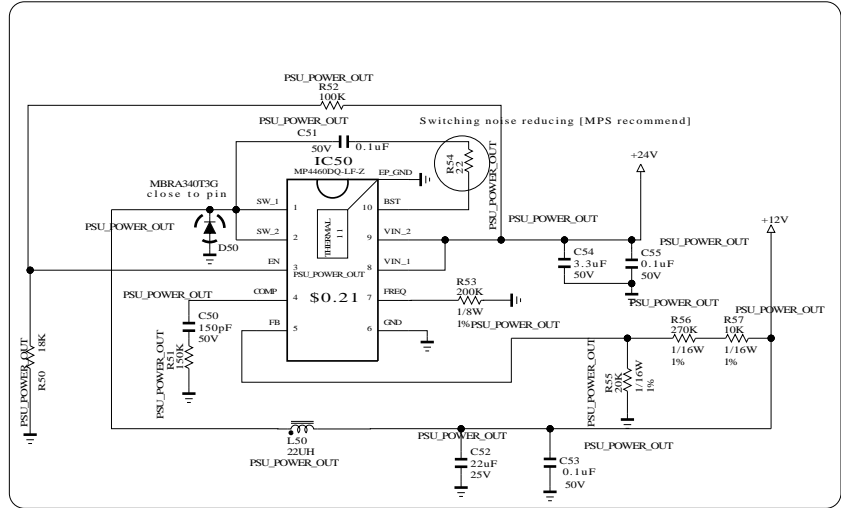 PSU_POWER_OUT
R52
100K
PSU_POWER_OUT
Switching noise reducing [MPS recommend]
C51
50V
0.1uF
IC50
MP4460DQ-LF-Z
EP_GND
R54
22
PSU_POWER_OUT
+24V
MBRA340T3G
close to pin
SW_1
1
10
BST
PSU_POWER_OUT
+12V
PSU_POWER_OUT
D50
SW_2
2
THERMAL
11
9
VIN_2
C54
3.3uF
50V
C55
0.1uF
50V
PSU_POWER_OUT
EN
3
PSU_POWER_OUT
8
VIN_1
PSU_POWER_OUT
COMP
4
$0.21
7
FREQ
R53
200K
1/8W
1%
PSU_POWER_OUT
PSU_POWER_OUT
PSU_POWER_OUT
C50
150pF
50V
FB
5
6
GND
R56
270K
1/16W
1%
R57
10K
1/16W
1%
PSU_POWER_OUT
R50
18K
PSU_POWER_OUT
R51
150K
PSU_POWER_OUT
R55
20K
1/16W
1%
L50
22UH
PSU_POWER_OUT
PSU_POWER_OUT
C52
22uF
25V
PSU_POWER_OUT
C53
0.1uF
50V